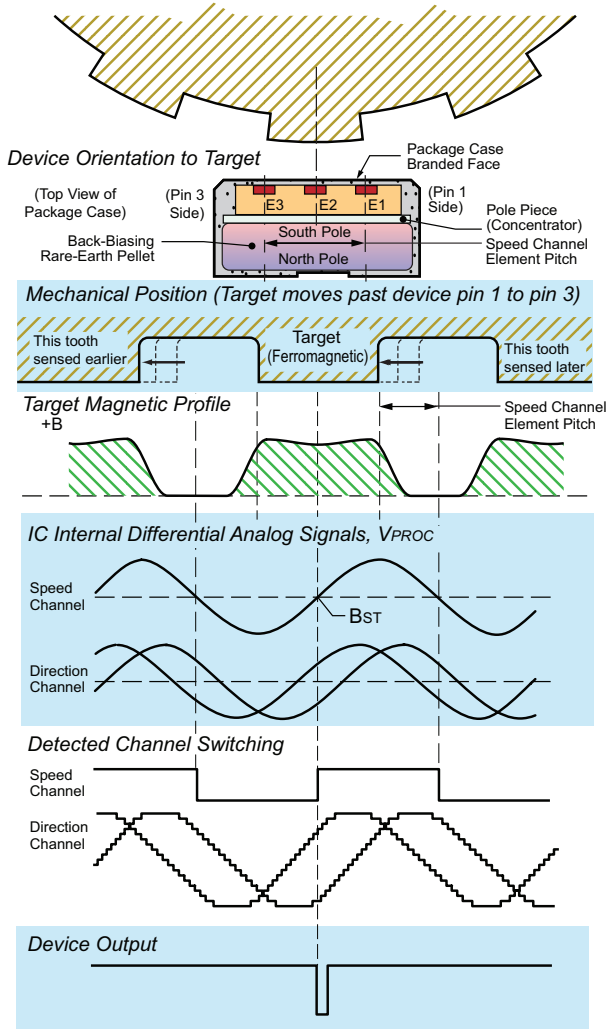 Device Orientation to Target
Package Case
Branded Face
(Top View of
Package Case)
(Pin 3
Side)
E3
E2
E1
(Pin 1
Side)
Pole Piece
(Concentrator)
Back-Biasing
Rare-Earth Pellet
South Pole
North Pole
Speed Channel
Element Pitch
Mechanical Position (Target moves past device pin 1 to pin 3)
This tooth
sensed earlier
Target
(Ferromagnetic)
This tooth
sensed later
Target Magnetic Profile
+B
Speed Channel
Element Pitch
IC Internal Differential Analog Signals, VPROC
Speed
Channel
BST
Direction
Channel
Detected Channel Switching
Speed
Channel
Direction
Channel
Device Output